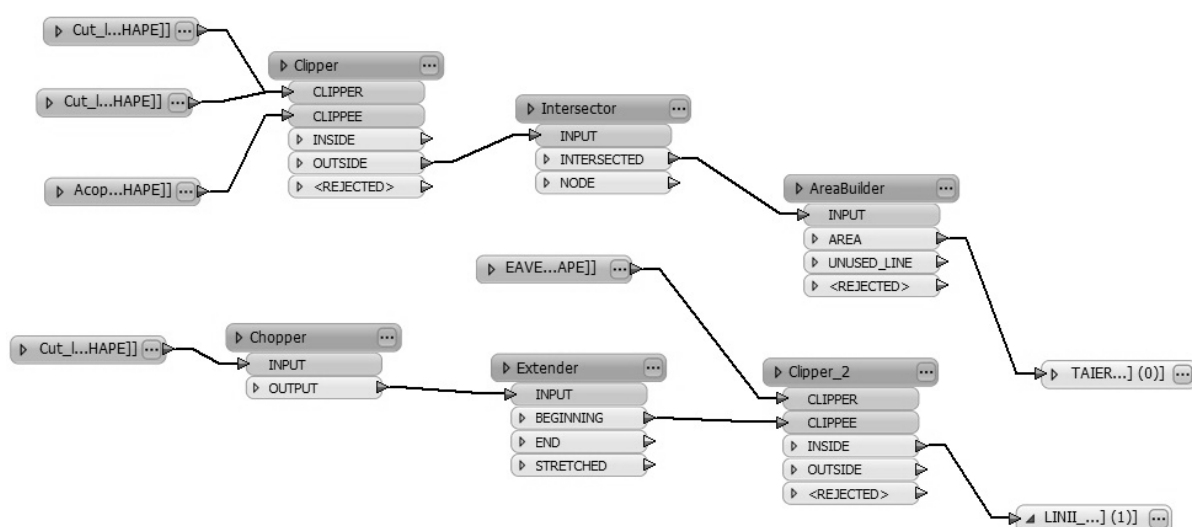 Cut_l...HAPE]]
Cut_l...HAPE]]
Acop...HAPE]]
Clipper
CLIPPER
CLIPPEE
INSIDE
OUTSIDE
<REJECTED>
Intersector
INPUT
INTERSECTED
NODE
AreaBuilder
INPUT
AREA
UNUSED_LINE
<REJECTED>
EAVE...APE]]
Cut_l...HAPE]]
Chopper
INPUT
OUTPUT
Extender
INPUT
BEGINNING
END
STRETCHED
Clipper_2
CLIPPER
CLIPPEE
INSIDE
OUTSIDE
<REJECTED>
TAIER...] (0)]
LINII_...] (1)]